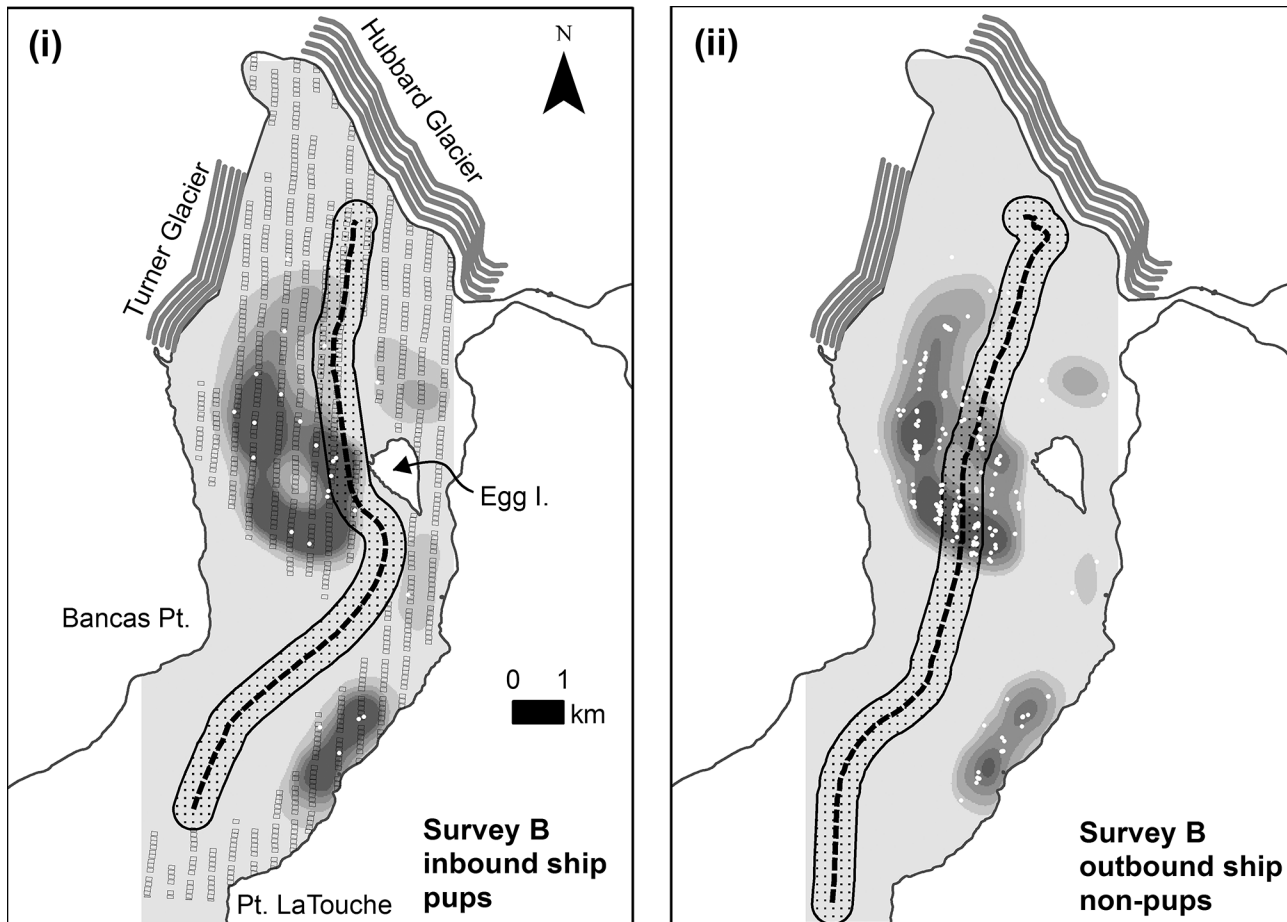 (i)
N
Hubbard Glacier
Turner Glacier
Egg I.
Bancas Pt.
0 1
km
Survey B
inbound ship
pups
Pt. LaTouche
(ii)
Survey B
outbound ship
non-pups